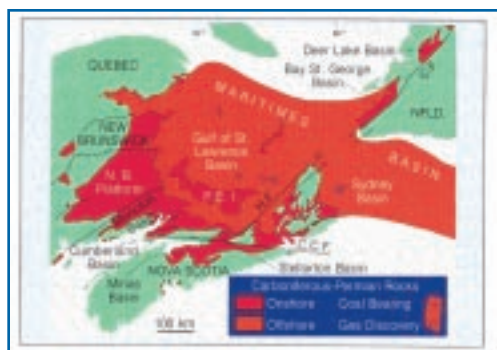 Deer Lake Basin
Bay St. George
Basin
QUEBEC
MARITIMES
NFLD.
NEW
BRUNSWICK
Gulf of St.
Lawrence
Basin
BASIN
N.B.
Platform
P.E.I.
Sydney
Basin
Cumberland
Basin
C.C.F.
NOVA SCOTIA
Stellarton Basin
Minas
Basin
Carboniferous-Permian Rocks
Onshore
Coal Bearing
Offshore
Gas Discovery
100 km